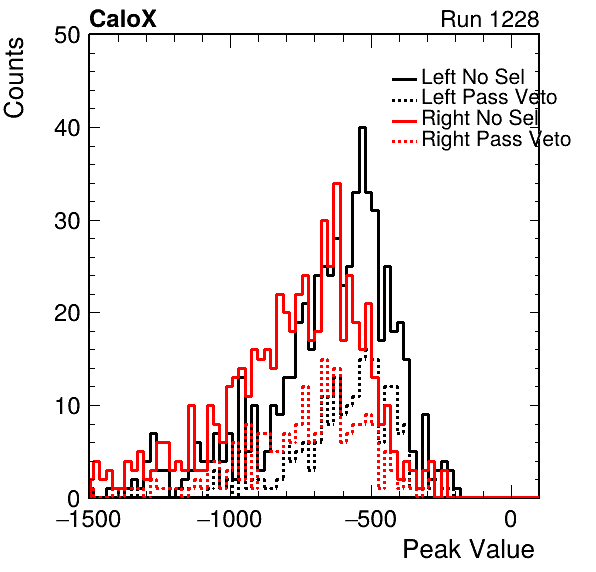 CaloX Run 1228
Counts
50
40
30
20
10
0
Left No Sel
Left Pass Veto
Right No Sel
Right Pass Veto
−1500 −1000 −500 0
Peak Value